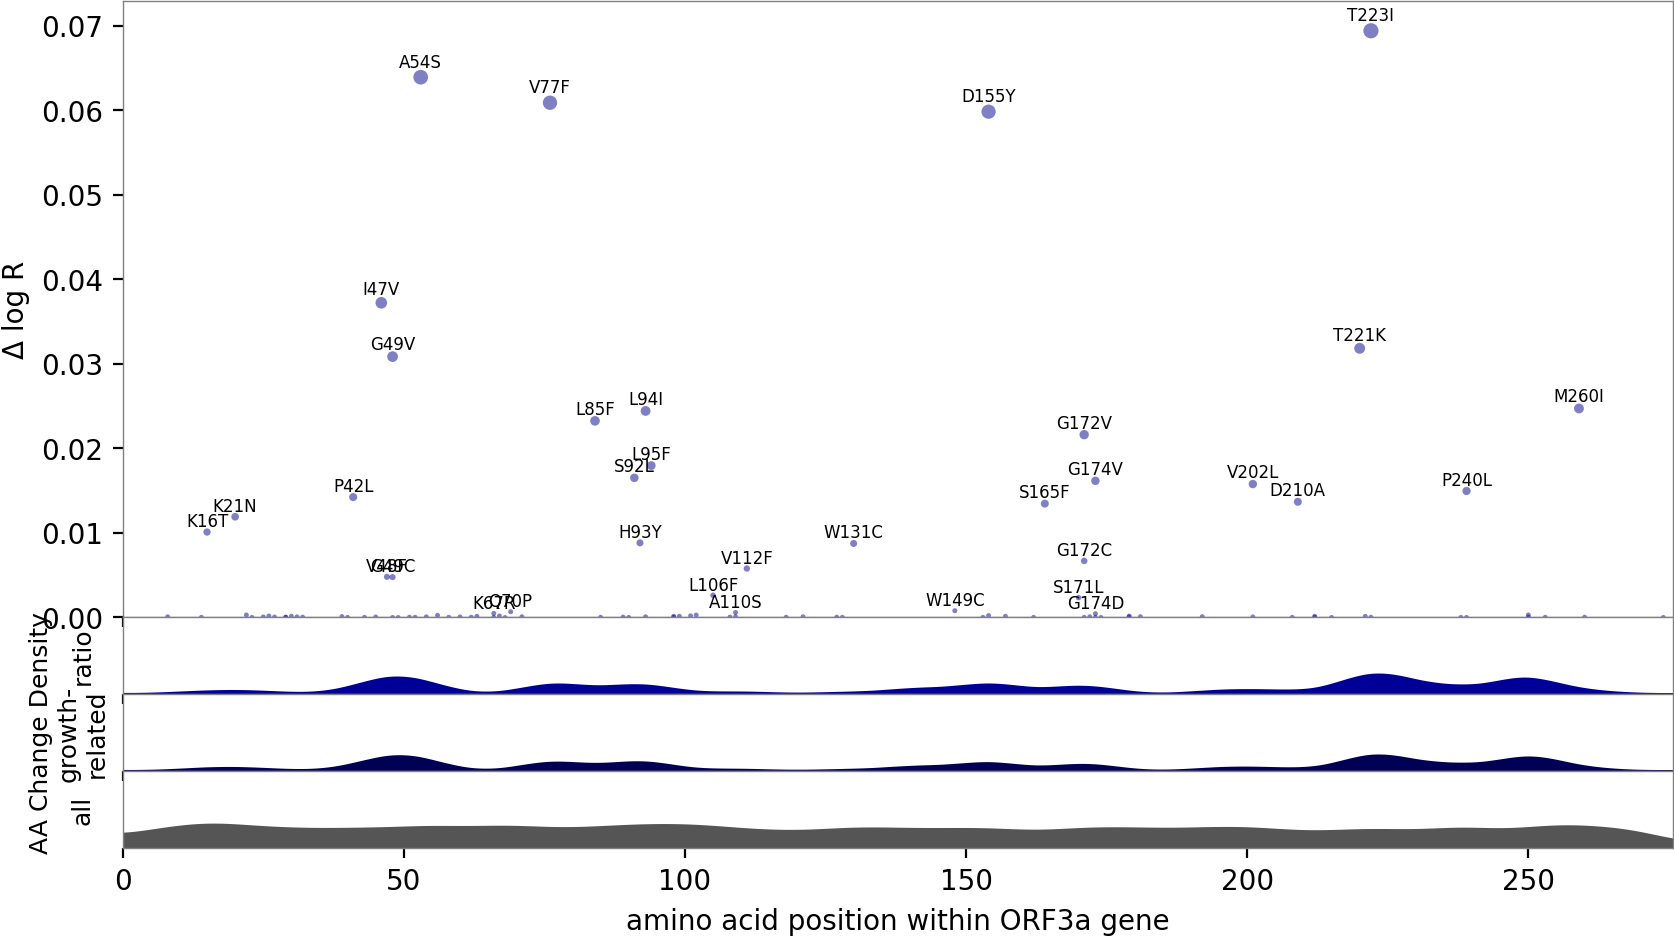 0.07
0.06
0.05
0.04
0.03
0.02
0.01
0.00
Δ log R
T223I
A54S
V77F
D155Y
I47V
G49V
T221K
M260I
L94I
L85F
G172V
L95F
S92L
G174V
V202L
P240L
P42L
D210A
S165F
K21N
K16T
H93Y
W131C
V112F
G172C
G49C
L106F
S171L
K67R
Q70P
A110S
W149C
G174D
AA Change Density
ratio
growth-
related
all
0
50
100
150
200
250
amino acid position within ORF3a gene